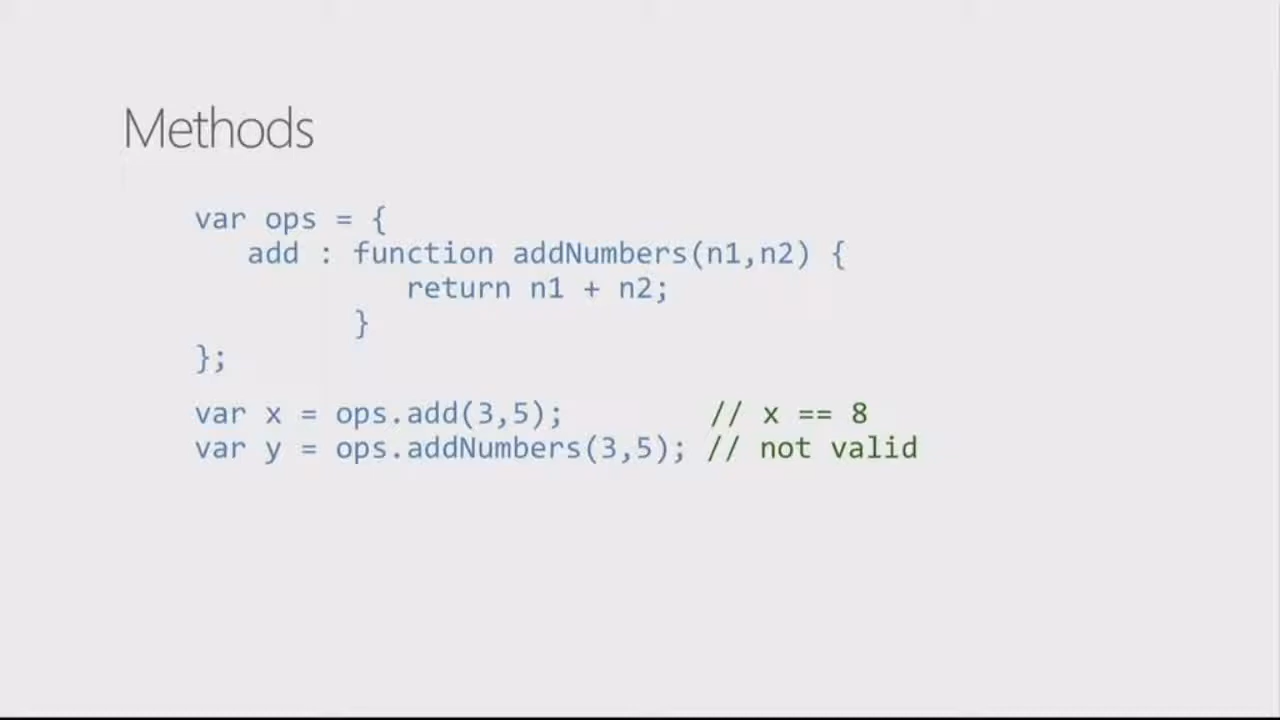 Methods
var ops = {
add : function addNumbers(n1,n2) {
return n1 + n2;
}
};
var x = ops.add(3,5); // x == 8
var y = ops.addNumbers(3,5); // not valid